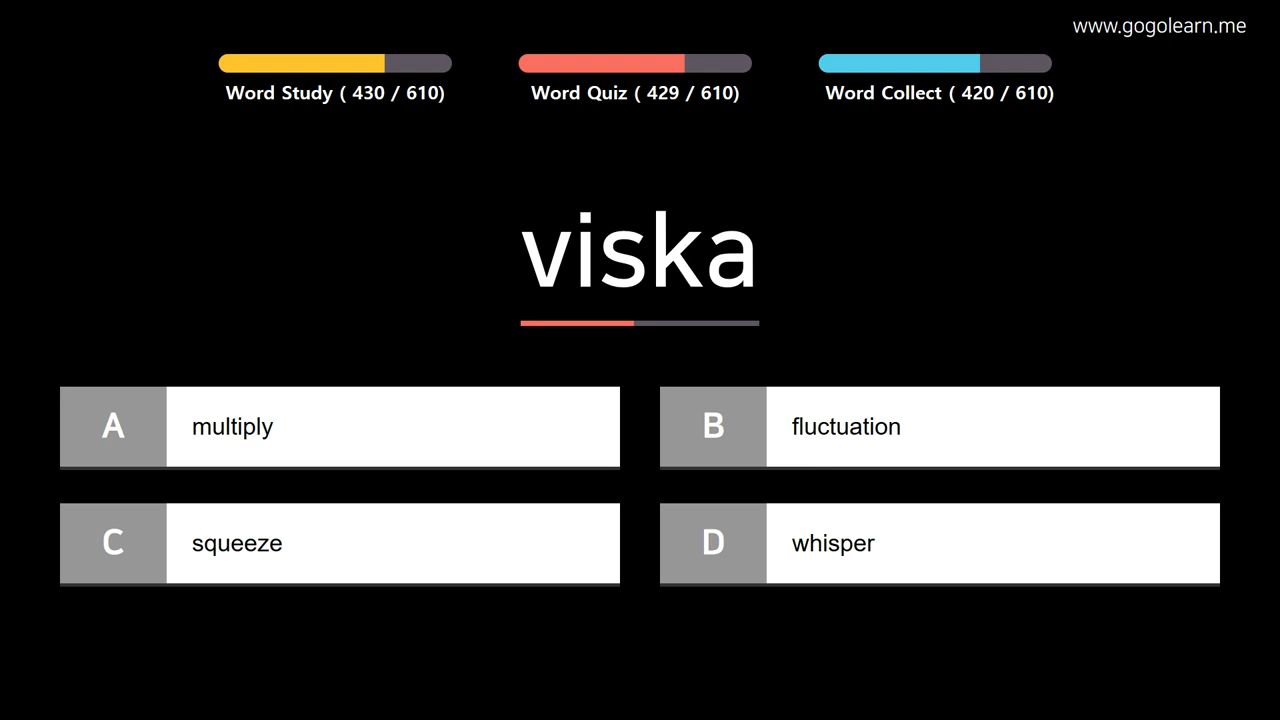 www.gogolearn.me
Word Study ( 430 / 610)
Word Quiz ( 429 / 610)
Word Collect ( 420 / 610)
viska
A multiply
B fluctuation
C squeeze
D whisper